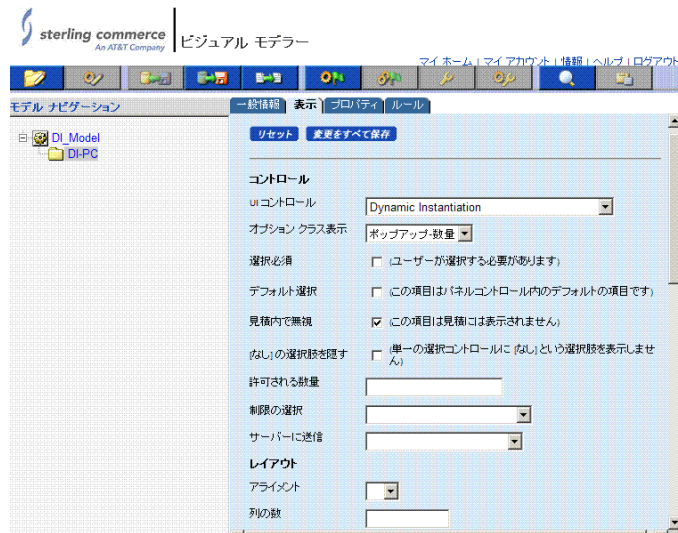 sterling commerce
An AT&T Company
ビジュアル モデラー
マイ ホーム | マイ アカウント | 情報 | ヘルプ | ログアウト
モデル ナビゲーション
一般情報 表示 プロパティ ルール
DI_Model
DI-PC
リセット 変更をすべて保存
コントロール
UI コントロール Dynamic Instantiation
オプション クラス表示 ポップアップ-数量
選択必須 (ユーザーが選択する必要があります)
デフォルト選択 (この項目はパネルコントロール内のデフォルトの項目です)
見積内で無視 (この項目は見積には表示されません)
[なし] の選択肢を隠す (単一の選択コントロールに [なし] という選択肢を表示しませ
ん)
許可される数量
制限の選択
サーバーに送信
レイアウト
アライメント
列の数